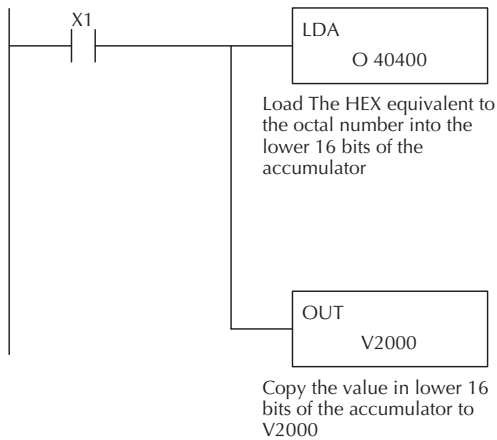 X1
LDA
O 40400
Load The HEX equivalent to
the octal number into the
lower 16 bits of the
accumulator
OUT
V2000
Copy the value in lower 16
bits of the accumulator to
V2000